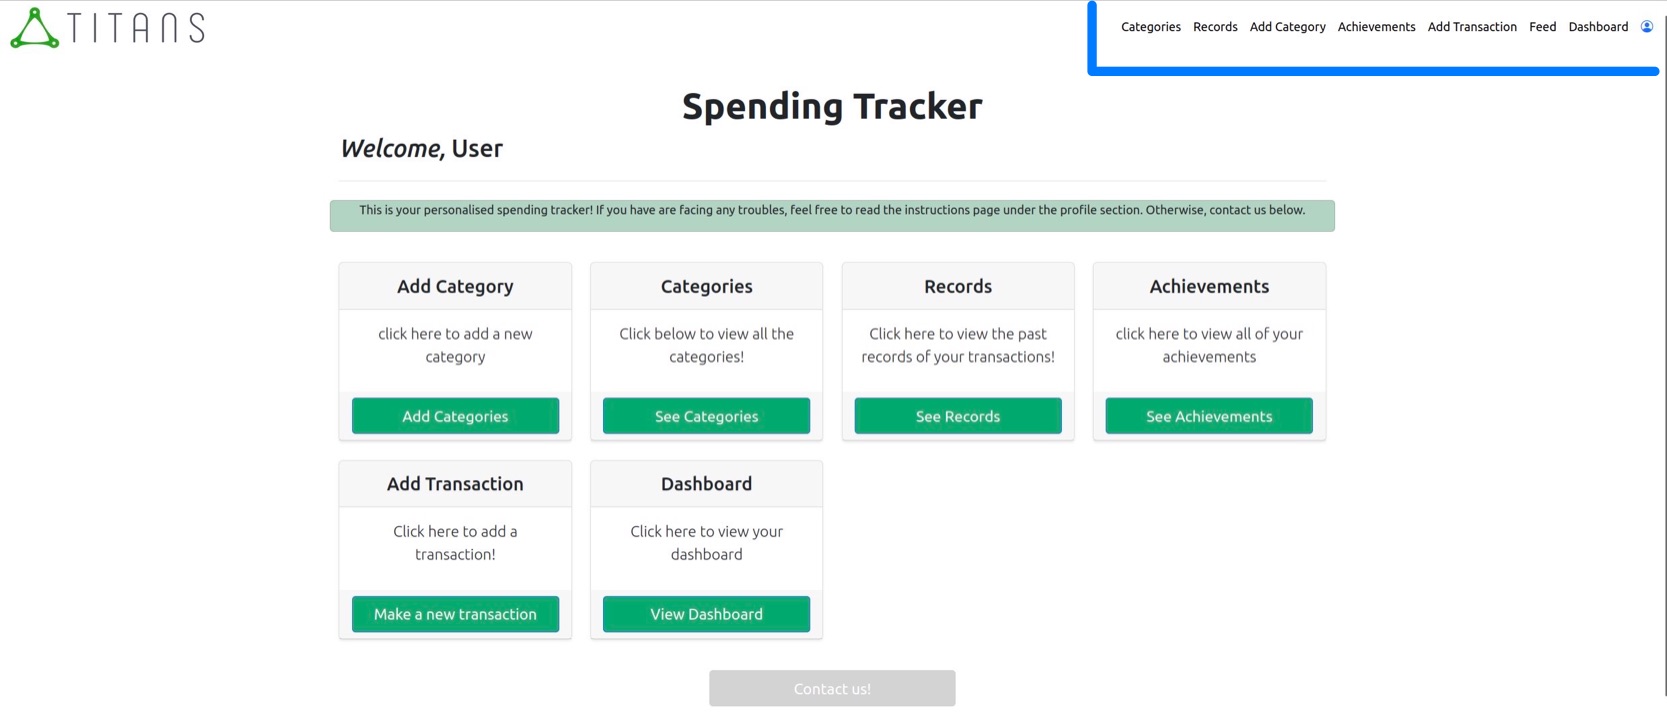 TITANS
Categories Records Add Category Achievements Add Transaction Feed Dashboard
Spending Tracker
Welcome, User
This is your personalised spending tracker! If you have are facing any troubles, feel free to read the instructions page under the profile section. Otherwise, contact us below.
Add Category
click here to add a new
category
Add Categories
Categories
Click below to view all the
categories!
See Categories
Records
Click here to view the past
records of your transactions!
See Records
Achievements
click here to view all of your
achievements
See Achievements
Add Transaction
Click here to add a
transaction!
Make a new transaction
Dashboard
Click here to view your
dashboard
View Dashboard
Contact us!